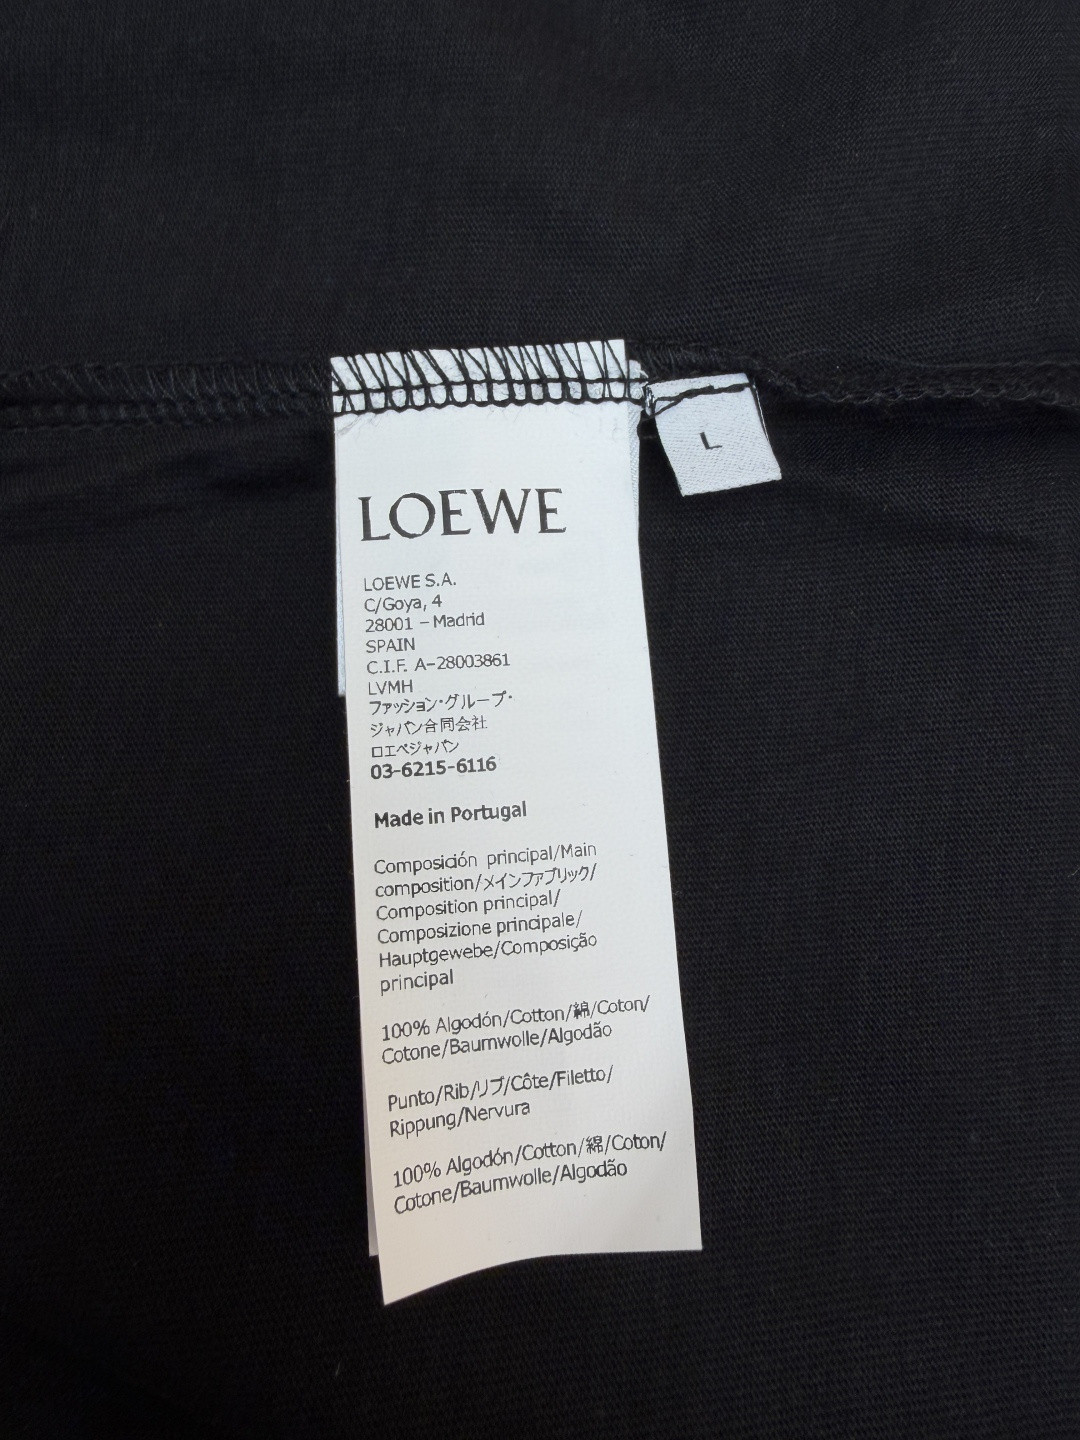 L
LOEWE
LOEWE S.A.
C/Goya, 4
28001 – Madrid
SPAIN
C.I.F. A-28003861
LVMH
ファッション・グループ・
ジャパン合同会社
ロエベジャパン
03-6215-6116
Made in Portugal
Composición principal/Main
composition/メインファブリック/
Composition principal/
Composizione principale/
Hauptgewebe/Composição
principal
100% Algodón/Cotton/綿/Coton/
Cotone/Baumwolle/Algodão
Punto/Rib/リブ/Côte/Filetto/
Rippung/Nervura
100% Algodón/Cotton/綿/Coton/
Cotone/Baumwolle/Algodão